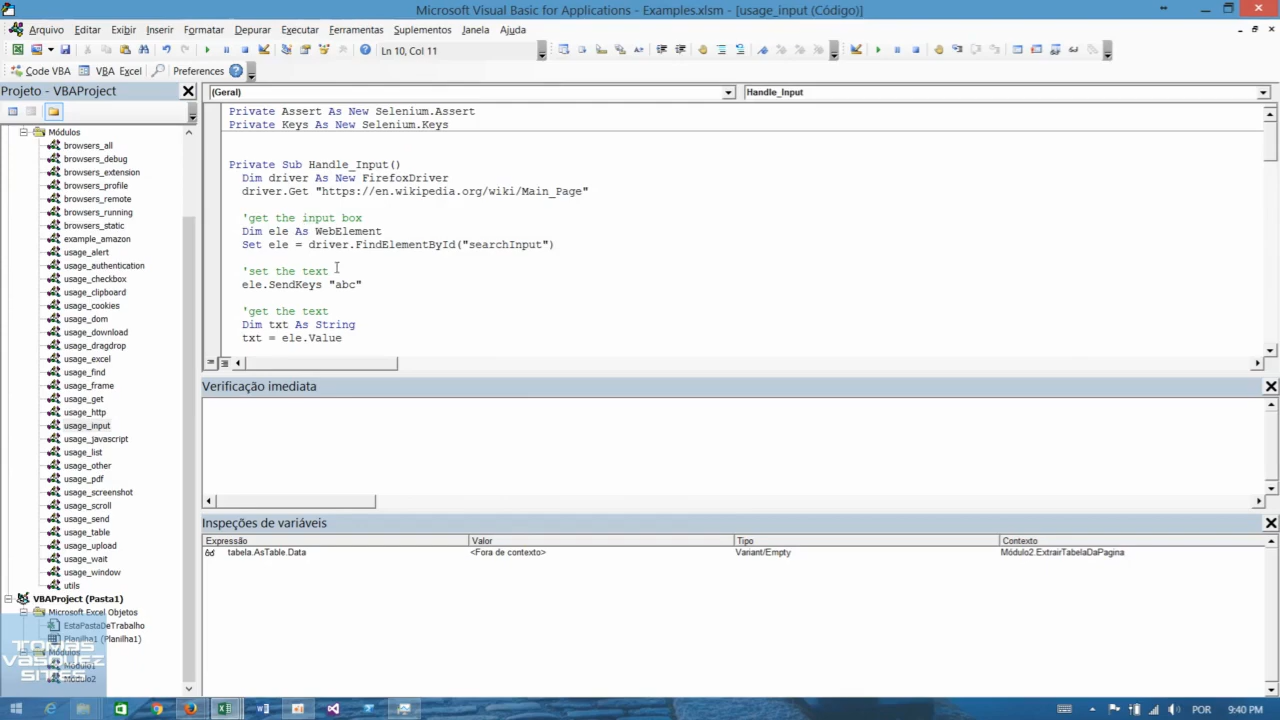 Microsoft Visual Basic for Applications - Examples.xlsm - [usage_input (Código)]
Arquivo Editar Exibir Inserir Formatar Depurar Executar Ferramentas Suplementos Janela Ajuda
Ln 10, Col 11
Code VBA VBA Excel Preferences
Projeto - VBAProject
(Geral) Handle_Input
Módulos
browsers_all
browsers_debug
browsers_extension
browsers_profile
browsers_remote
browsers_running
browsers_static
example_amazon
usage_alert
usage_authentication
usage_checkbox
usage_clipboard
usage_cookies
usage_dom
usage_download
usage_dragdrop
usage_excel
usage_find
usage_frame
usage_get
usage_http
usage_input
usage_javascript
usage_list
usage_other
usage_pdf
usage_screenshot
usage_scroll
usage_send
usage_table
usage_upload
usage_wait
usage_window
utils
VBAProject (Pasta1)
Microsoft Excel Objetos
EstaPastaDeTrabalho
Planilha1 (Planilha1)
Módulos
Módulo1
Módulo2
TOMAS
VASQUEZ
SITES
Private Assert As New Selenium.Assert
Private Keys As New Selenium.Keys
Private Sub Handle_Input()
Dim driver As New FirefoxDriver
driver.Get "https://en.wikipedia.org/wiki/Main_Page"
'get the input box
Dim ele As WebElement
Set ele = driver.FindElementById("searchInput")
'set the text
ele.SendKeys "abc"
'get the text
Dim txt As String
txt = ele.Value
Verificação imediata
Inspeções de variáveis
Expressão Valor Tipo Contexto
tabela.AsTable.Data <Fora de contexto> Variant/Empty Módulo2.ExtrairTabelaDaPagina
POR 9:40 PM